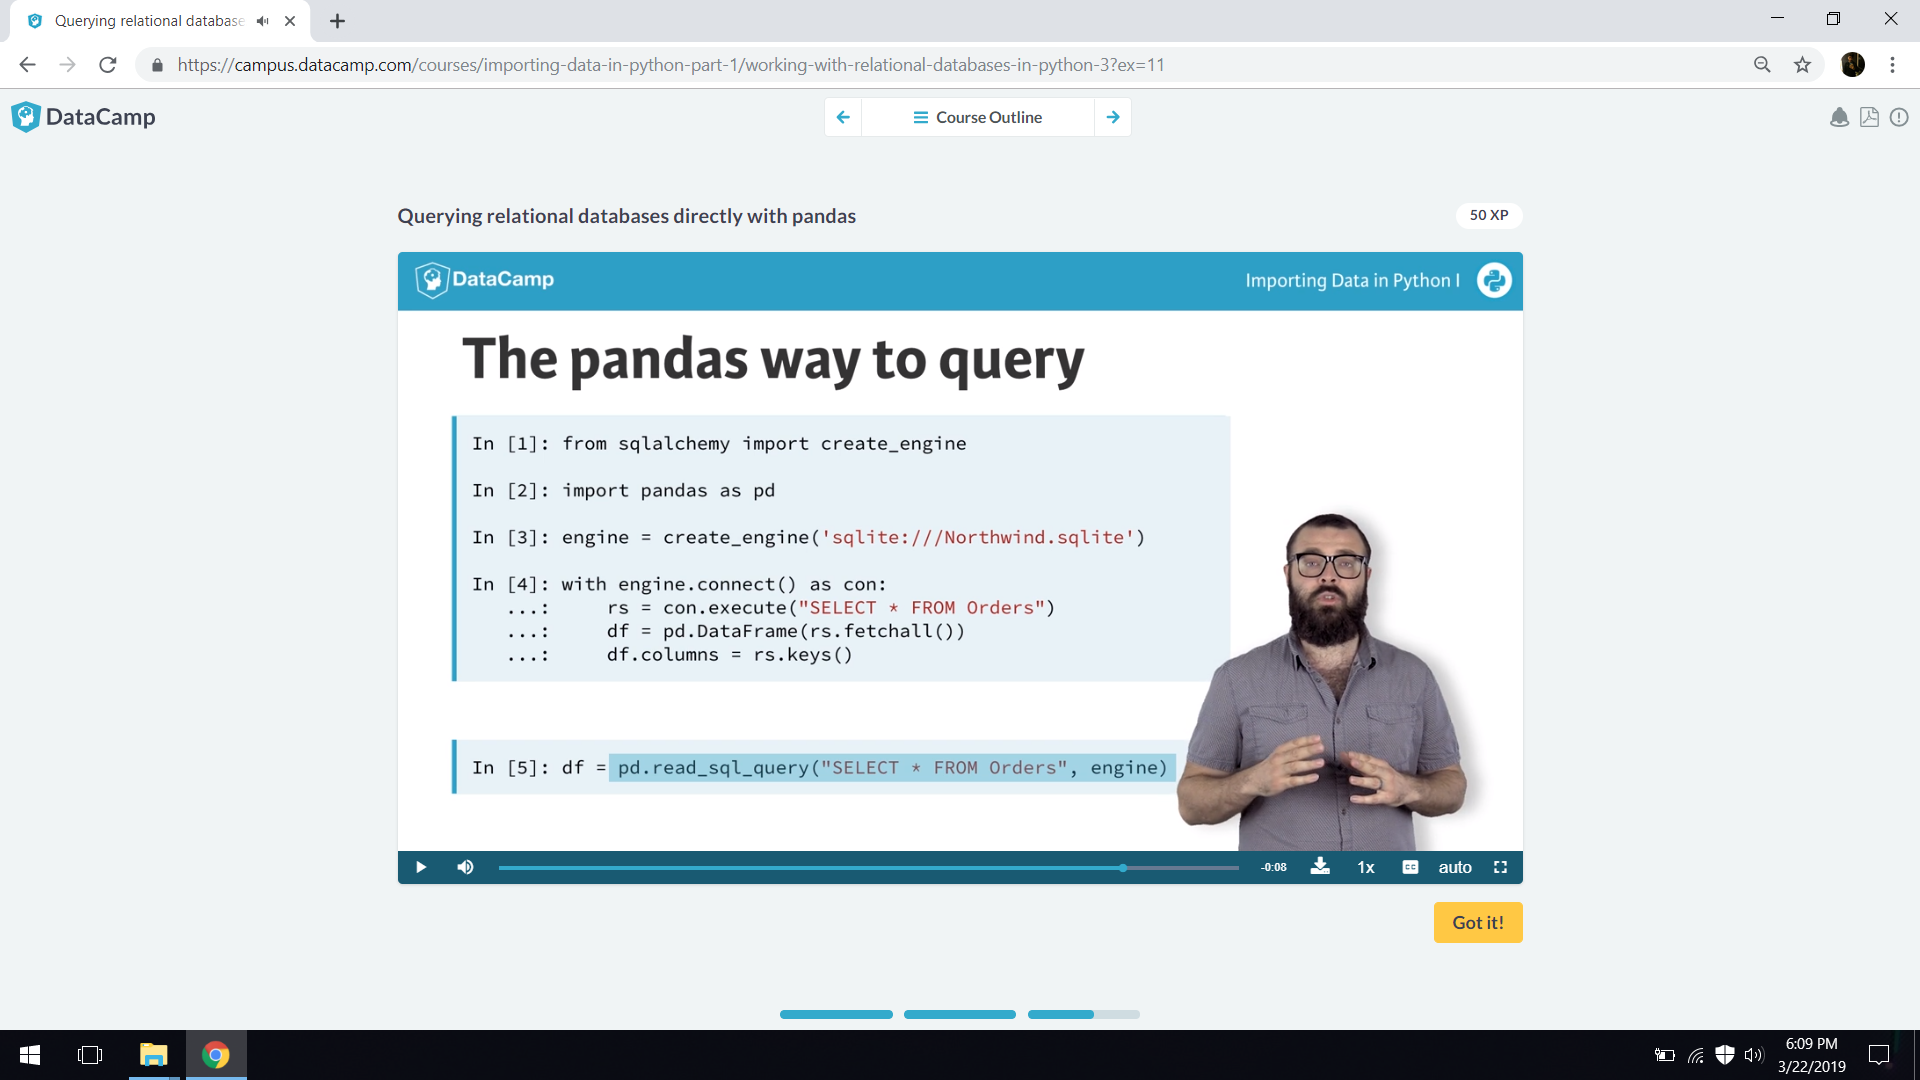 Querying relational database
https://campus.datacamp.com/courses/importing-data-in-python-part-1/working-with-relational-databases-in-python-3?ex=11
DataCamp
Course Outline
Querying relational databases directly with pandas
50 XP
DataCamp
Importing Data in Python I
The pandas way to query
In [1]: from sqlalchemy import create_engine
In [2]: import pandas as pd
In [3]: engine = create_engine('sqlite:///Northwind.sqlite')
In [4]: with engine.connect() as con:
...: rs = con.execute("SELECT * FROM Orders")
...: df = pd.DataFrame(rs.fetchall())
...: df.columns = rs.keys()
In [5]: df = pd.read_sql_query("SELECT * FROM Orders", engine)
-0:08
1x
CC
auto
Got it!
6:09 PM
3/22/2019